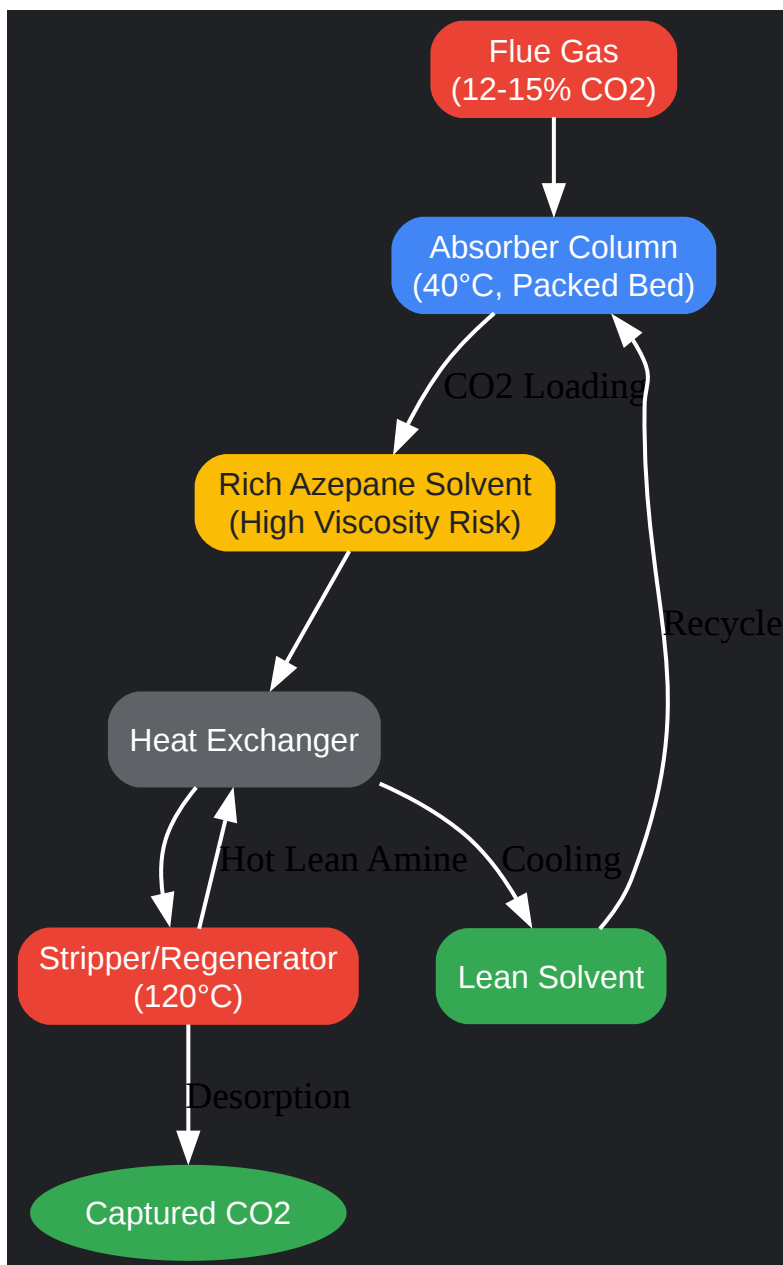 Flue Gas
(12-15% CO2)
Absorber Column
(40°C, Packed Bed)
CO2 Loading
Rich Azepane Solvent
(High Viscosity Risk)
Recycle
Heat Exchanger
Hot Lean Amine
Cooling
Stripper/Regenerator
(120°C)
Lean Solvent
Desorption
Captured CO2